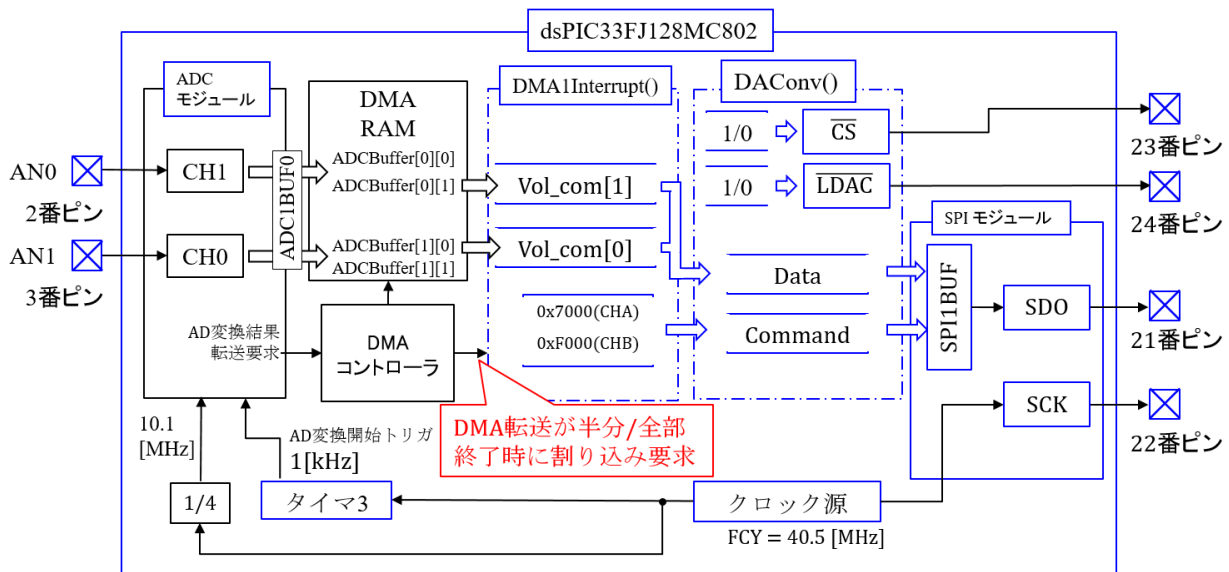 dsPIC33FJ128MC802
ADC
モジュール
DMA
RAM
DMA1Interrupt()
DAConv()
AN0
2番ピン
AN1
3番ピン
CH1
CH0
ADC1BUF0
ADCBuffer[0][0]
ADCBuffer[0][1]
ADCBuffer[1][0]
ADCBuffer[1][1]
Vol_com[1]
Vol_com[0]
0x7000(CHA)
0xF000(CHB)
1/0
CS
1/0
LDAC
Data
Command
SPI モジュール
SPI1BUF
SDO
SCK
23番ピン
24番ピン
21番ピン
22番ピン
AD変換結果
転送要求
DMA
コントローラ
DMA転送が半分/全部
終了時に割り込み要求
10.1
[MHz]
AD変換開始トリガ
1[kHz]
1/4
タイマ3
クロック源
FCY = 40.5 [MHz]